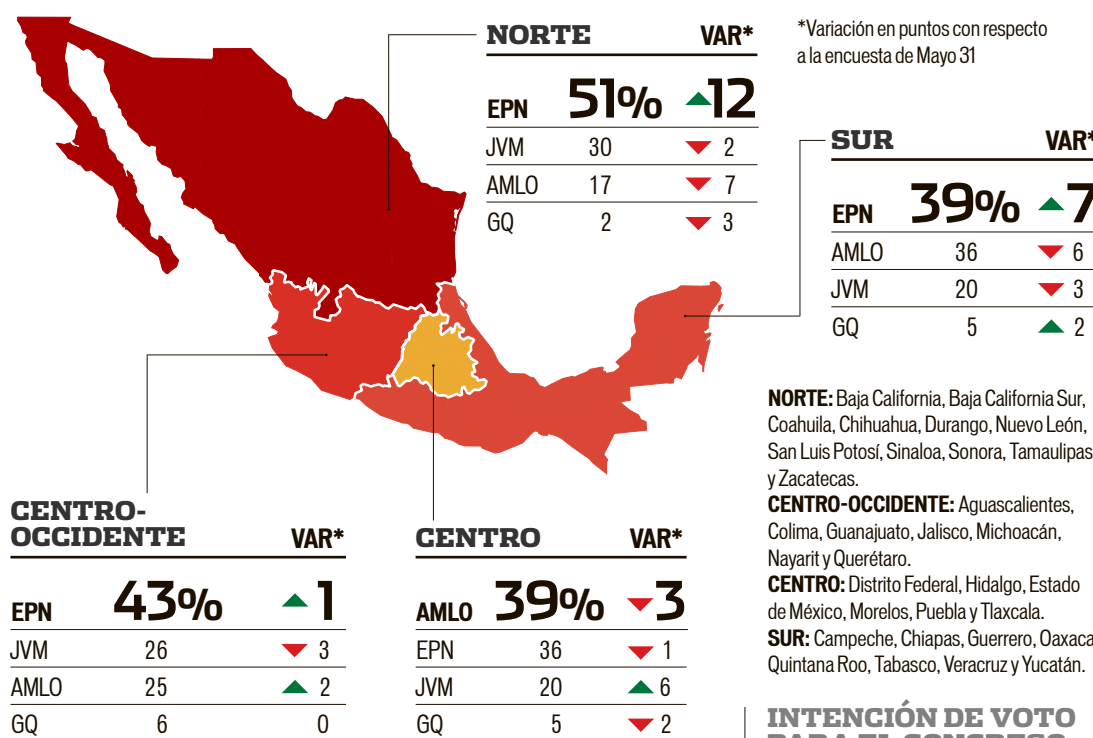 NORTE VAR*
EPN 51% ▲12
JVM 30 ▼ 2
AMLO 17 ▼ 7
GQ 2 ▼ 3
*Variación en puntos con respecto
a la encuesta de Mayo 31
SUR VAR*
EPN 39% ▲7
AMLO 36 ▼ 6
JVM 20 ▼ 3
GQ 5 ▲ 2
NORTE: Baja California, Baja California Sur,
Coahuila, Chihuahua, Durango, Nuevo León,
San Luis Potosí, Sinaloa, Sonora, Tamaulipas
y Zacatecas.
CENTRO-OCCIDENTE: Aguascalientes,
Colima, Guanajuato, Jalisco, Michoacán,
Nayarit y Querétaro.
CENTRO: Distrito Federal, Hidalgo, Estado
de México, Morelos, Puebla y Tlaxcala.
SUR: Campeche, Chiapas, Guerrero, Oaxaca
Quintana Roo, Tabasco, Veracruz y Yucatán.
CENTRO-
OCCIDENTE VAR*
EPN 43% ▲1
JVM 26 ▼ 3
AMLO 25 ▲ 2
GQ 6 0
CENTRO VAR*
AMLO 39% ▼3
EPN 36 ▼ 1
JVM 20 ▲ 6
GQ 5 ▼ 2
INTENCIÓN DE VOTO
PARA EL CONGRESO